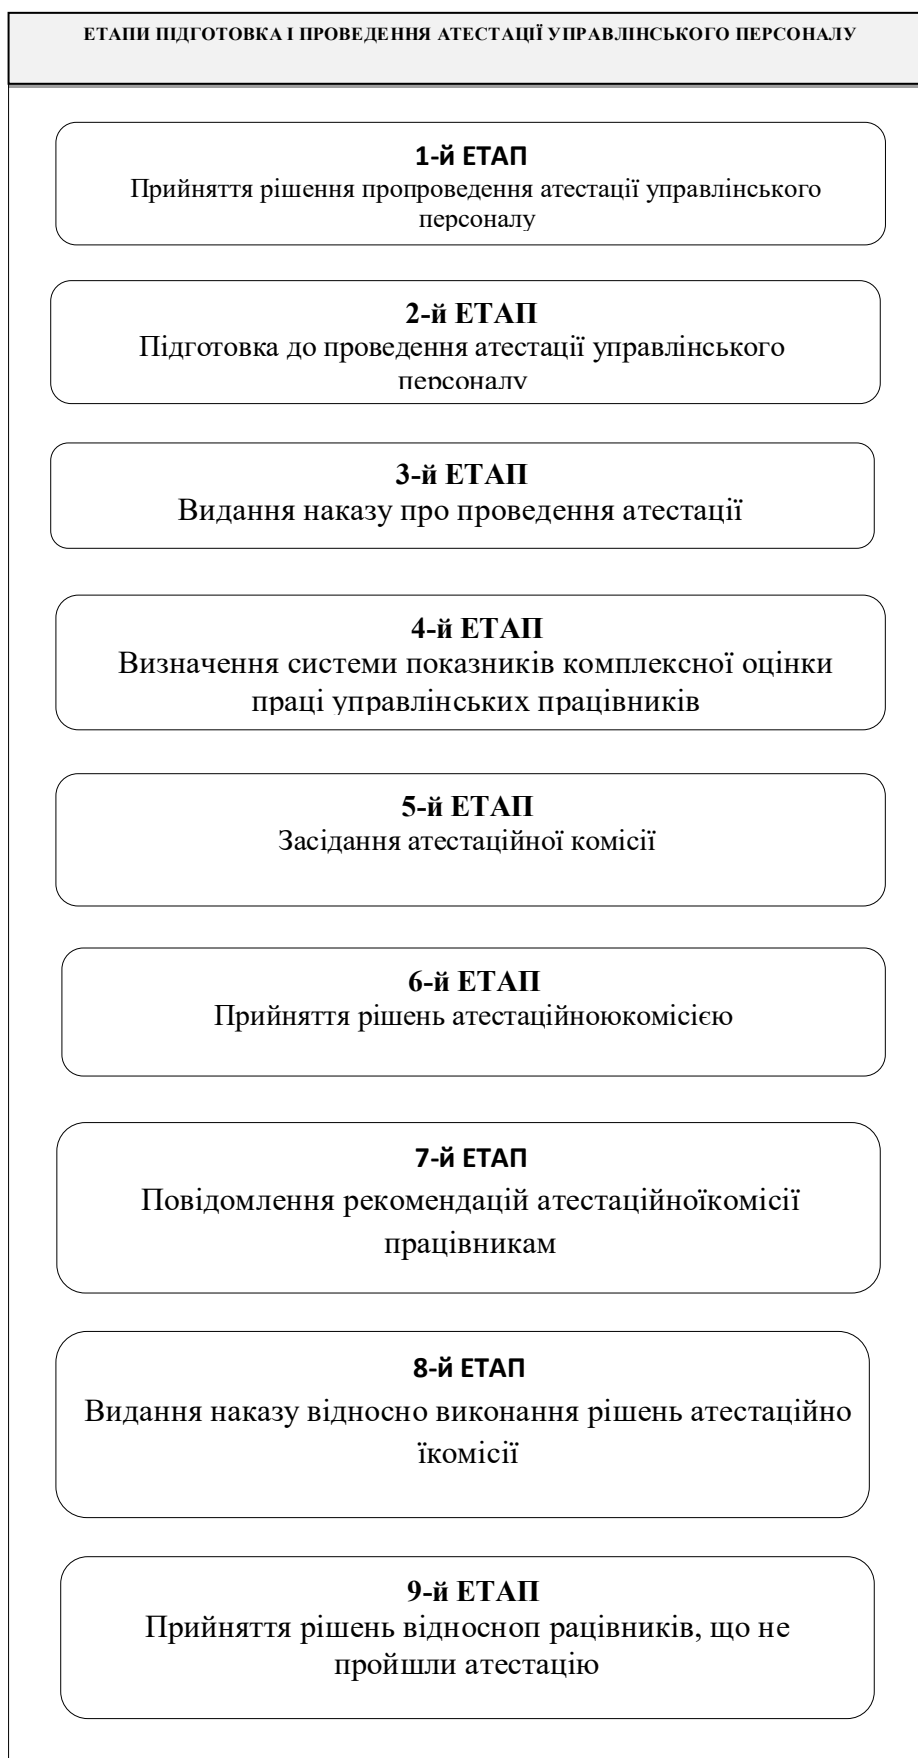 ЕТАПИ ПІДГОТОВКА І ПРОВЕДЕННЯ АТЕСТАЦІЇ УПРАВЛІНСЬКОГО ПЕРСОНАЛУ
1-й ЕТАП
Прийняття рішення пропроведення атестації управлінського
персоналу
2-й ЕТАП
Підготовка до проведення атестації управлінського
персоналу
3-й ЕТАП
Видання наказу про проведення атестації
4-й ЕТАП
Визначення системи показників комплексної оцінки
праці управлінських працівників
5-й ЕТАП
Засідання атестаційної комісії
6-й ЕТАП
Прийняття рішень атестаційноюкомісією
7-й ЕТАП
Повідомлення рекомендацій атестаційноїкомісії
працівникам
8-й ЕТАП
Видання наказу відносно виконання рішень атестаційно
їкомісії
9-й ЕТАП
Прийняття рішень відносноп рацівників, що не
пройшли атестацію